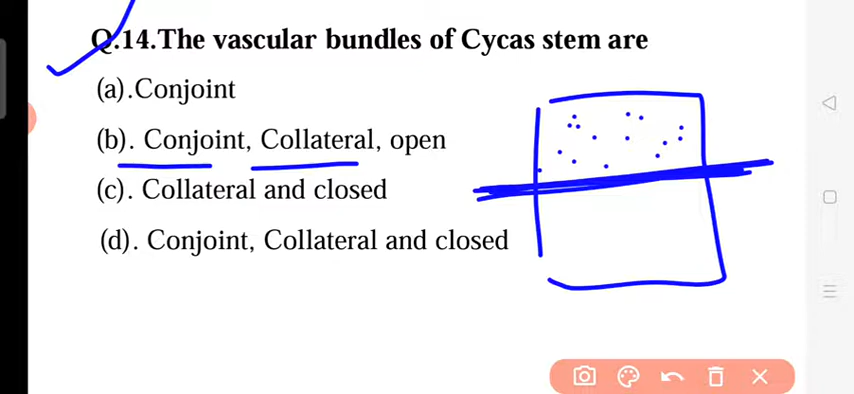 Q.14.The vascular bundles of Cycas stem are
(a).Conjoint
(b). Conjoint, Collateral, open
(c). Collateral and closed
(d). Conjoint, Collateral and closed